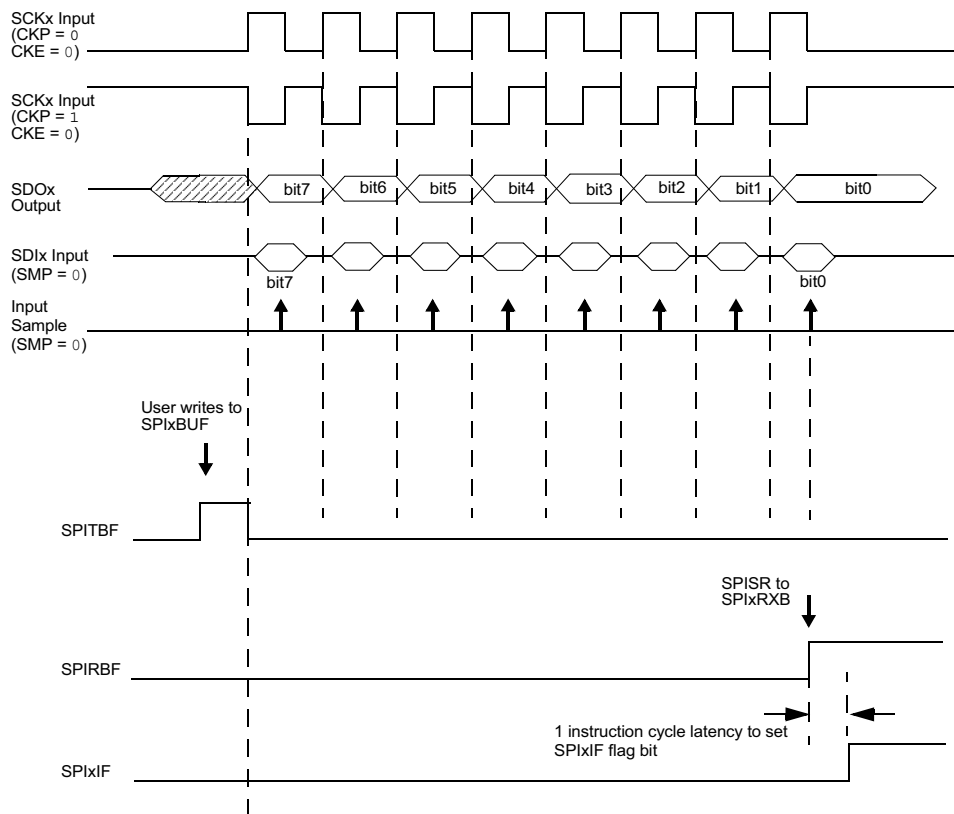 SCKx Input
(CKP = 0
CKE = 0)
SCKx Input
(CKP = 1
CKE = 0)
SDOx
Output
bit7
bit6
bit5
bit4
bit3
bit2
bit1
bit0
SDIx Input
(SMP = 0)
bit7
bit0
Input
Sample
(SMP = 0)
User writes to
SPIxBUF
SPITBF
SPISR to
SPIxRXB
SPIRBF
1 instruction cycle latency to set
SPIxIF flag bit
SPIxIF